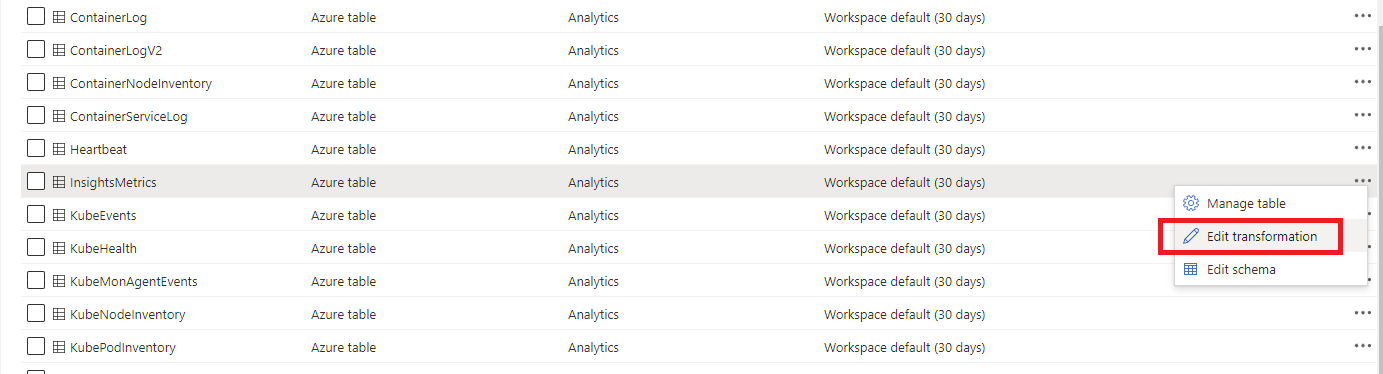 ContainerLog Azure table Analytics Workspace default (30 days) •••
ContainerLogV2 Azure table Analytics Workspace default (30 days) •••
ContainerNodeInventory Azure table Analytics Workspace default (30 days) •••
ContainerServiceLog Azure table Analytics Workspace default (30 days) •••
Heartbeat Azure table Analytics Workspace default (30 days) •••
InsightsMetrics Azure table Analytics Workspace default (30 days) •••
Manage table
KubeEvents Azure table Analytics Workspace default (30 days)
Edit transformation
KubeHealth Azure table Analytics Workspace default (30 days)
Edit schema
KubeMonAgentEvents Azure table Analytics Workspace default (30 days)
KubeNodeInventory Azure table Analytics Workspace default (30 days) •••
KubePodInventory Azure table Analytics Workspace default (30 days) •••